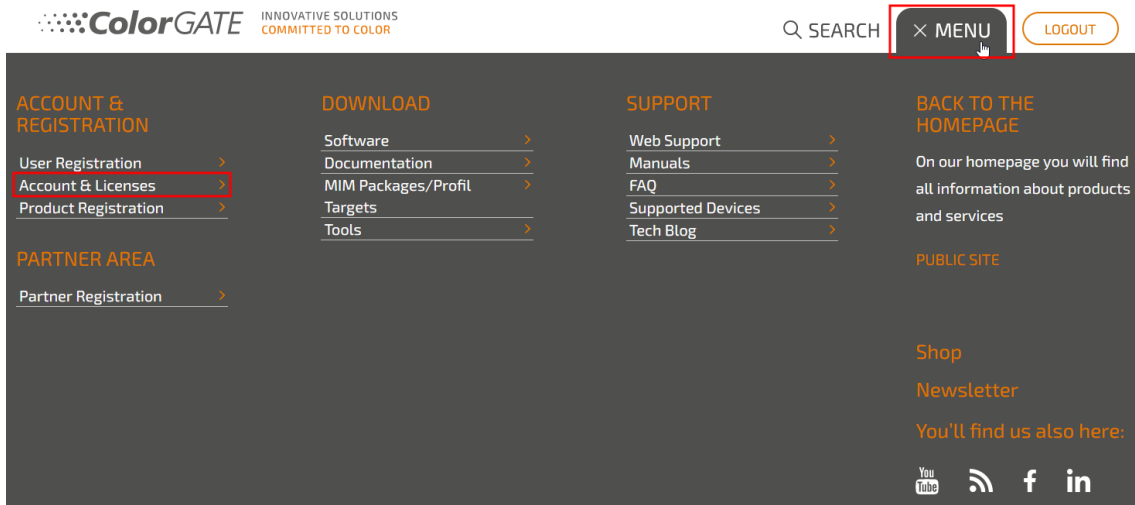 ColorGATE
INNOVATIVE SOLUTIONS
COMMITTED TO COLOR
SEARCH
MENU
LOGOUT
ACCOUNT &
REGISTRATION
User Registration
Account & Licenses
Product Registration
PARTNER AREA
Partner Registration
DOWNLOAD
Software
Documentation
MIM Packages/Profil
Targets
Tools
SUPPORT
Web Support
Manuals
FAQ
Supported Devices
Tech Blog
BACK TO THE
HOMEPAGE
On our homepage you will find
all information about products
and services
PUBLIC SITE
Shop
Newsletter
You'll find us also here:
You
Tube
f
in